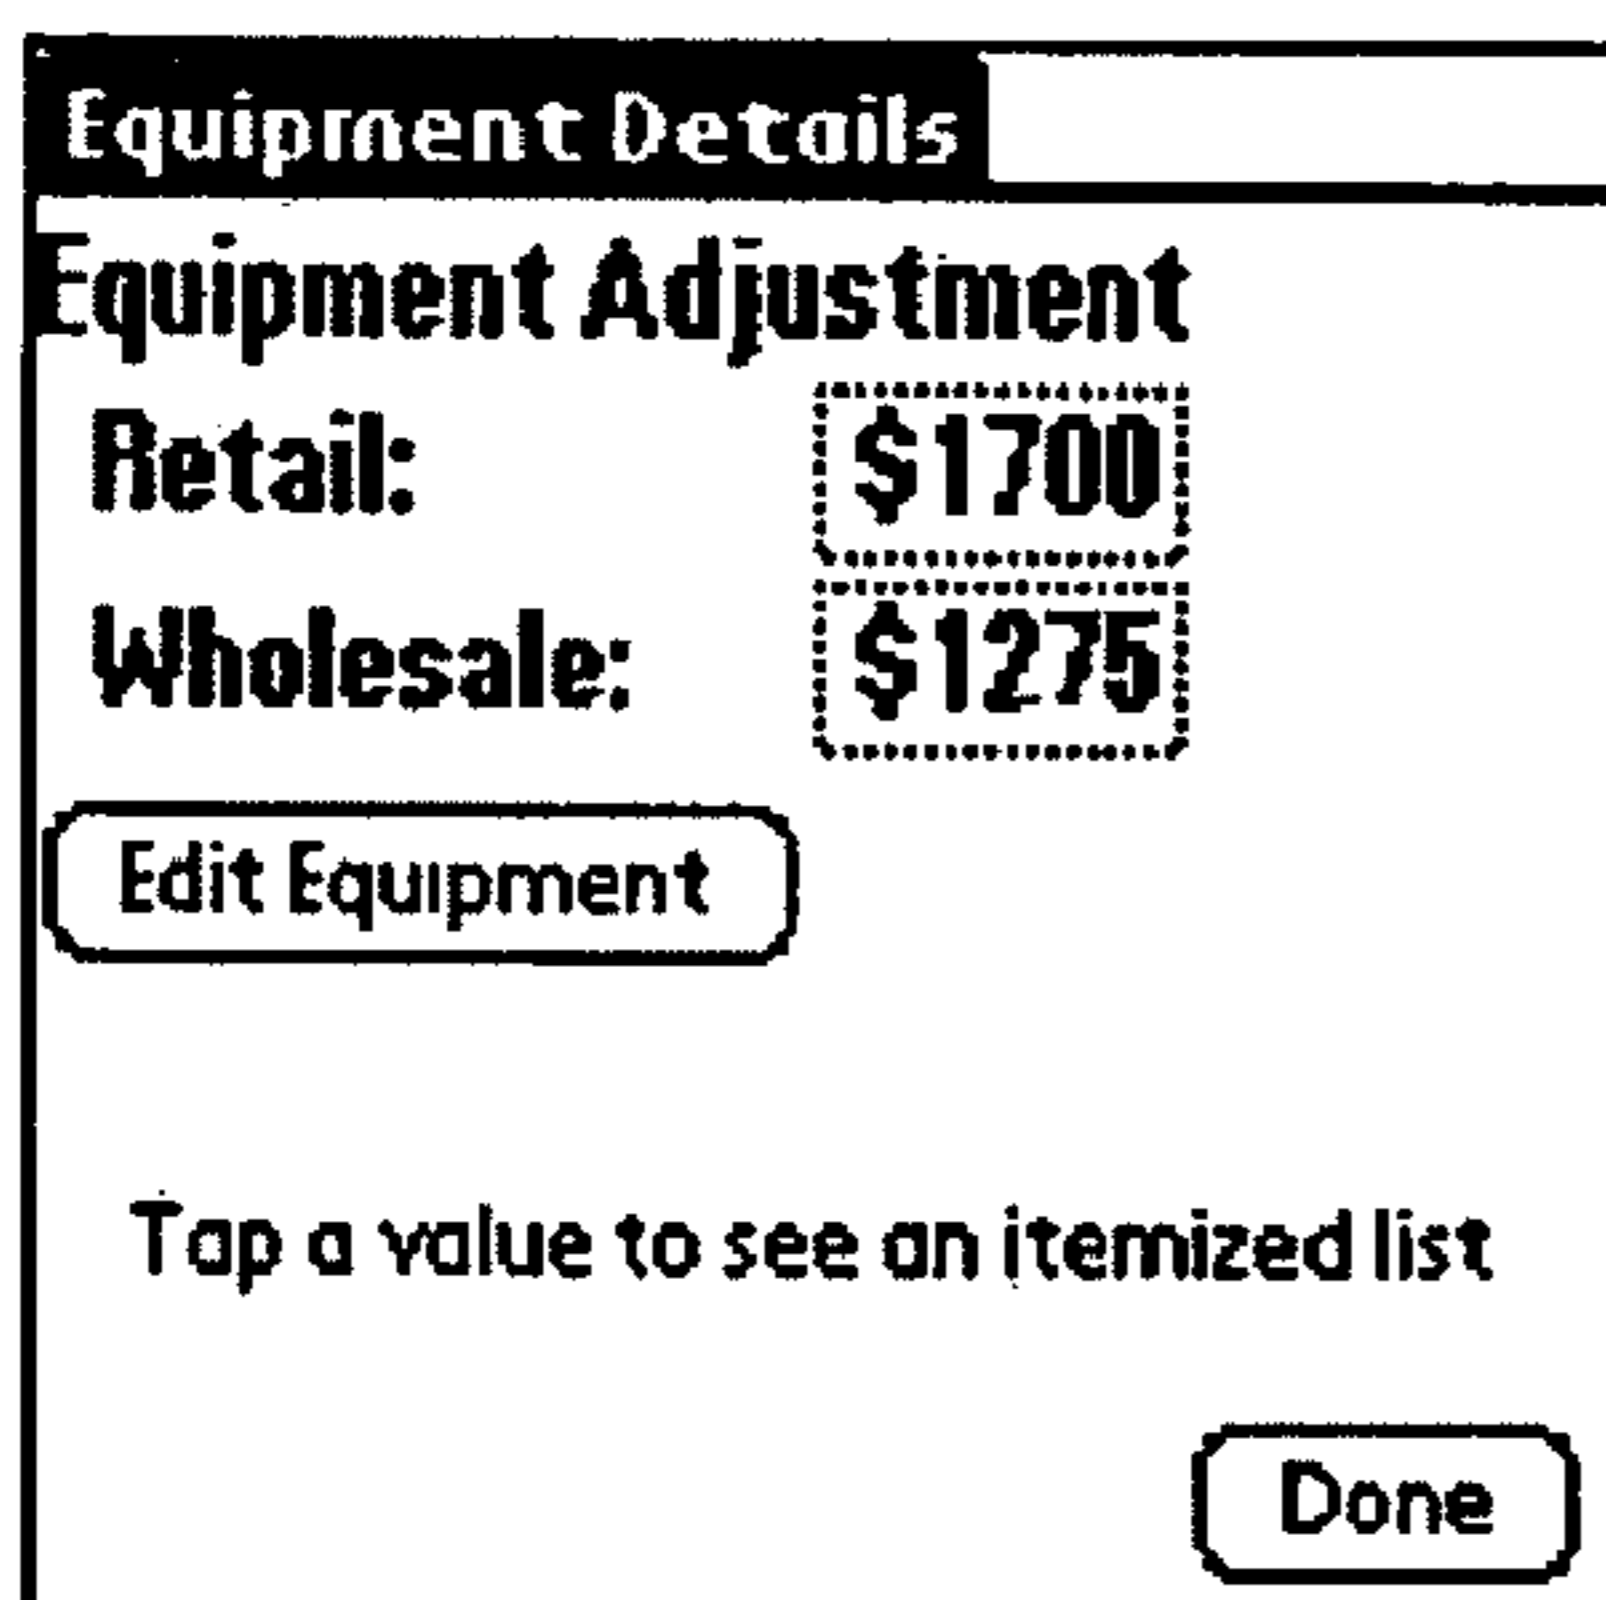 Equipment Details
Equipment Adjustment
Retail: $1700
Wholesale: $1275
Edit Equipment
Tap a value to see an itemized list
Done